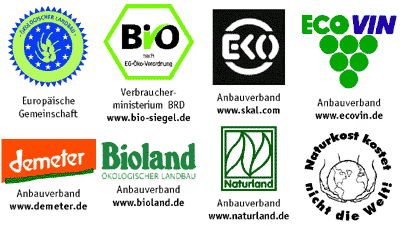 ÖKOLOGISCHER LANDBAU
Europäische
Gemeinschaft
Bio
nach
EG-Öko-Verordnung
Verbraucher-
ministerium BRD
www.bio-siegel.de
EKO
Anbauverband
www.skal.com
ECOVIN
Anbauverband
www.ecovin.de
demeter
Anbauverband
www.demeter.de
Bioland
ÖKOLOGISCHER LANDBAU
Anbauverband
www.bioland.de
Naturland
Anbauverband
www.naturland.de
Naturkost kostet
nicht die Welt!